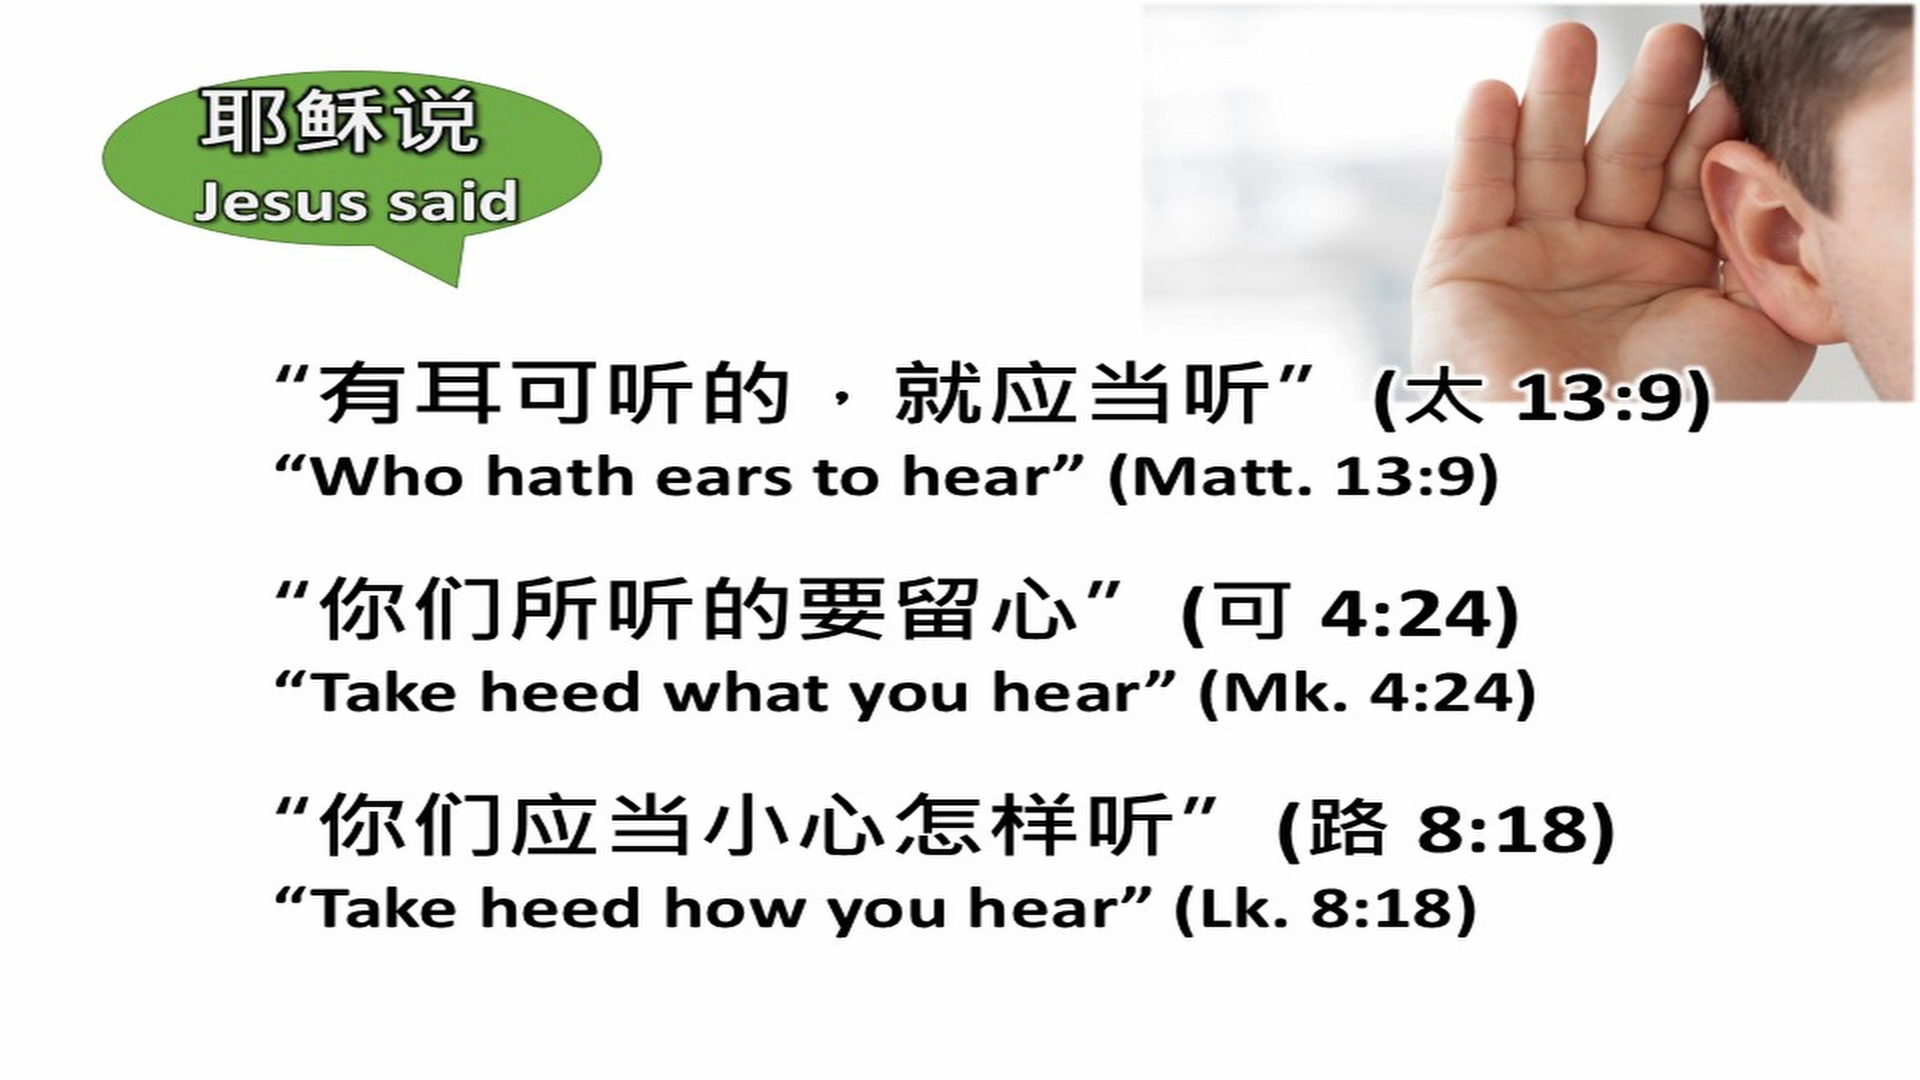 耶稣说
Jesus said
“有耳可听的，就应当听” (太 13:9)
“Who hath ears to hear” (Matt. 13:9)
“你们所听的要留心” (可 4:24)
“Take heed what you hear” (Mk. 4:24)
“你们应当小心怎样听” (路 8:18)
“Take heed how you hear” (Lk. 8:18)